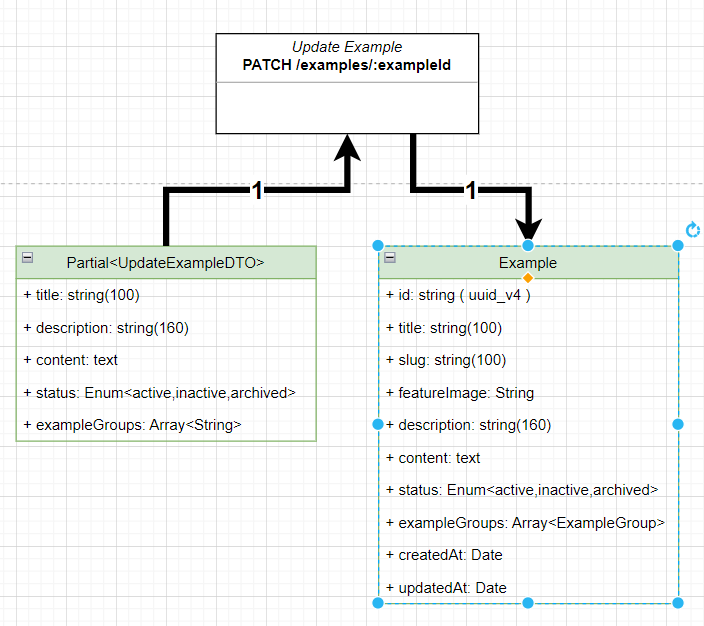 Update Example
PATCH /examples/:exampleId
1
1
Partial<UpdateExampleDTO>
+ title: string(100)
+ description: string(160)
+ content: text
+ status: Enum<active,inactive,archived>
+ exampleGroups: Array<String>
Example
+ id: string ( uuid_v4 )
+ title: string(100)
+ slug: string(100)
+ featureImage: String
+ description: string(160)
+ content: text
+ status: Enum<active,inactive,archived>
+ exampleGroups: Array<ExampleGroup>
+ createdAt: Date
+ updatedAt: Date